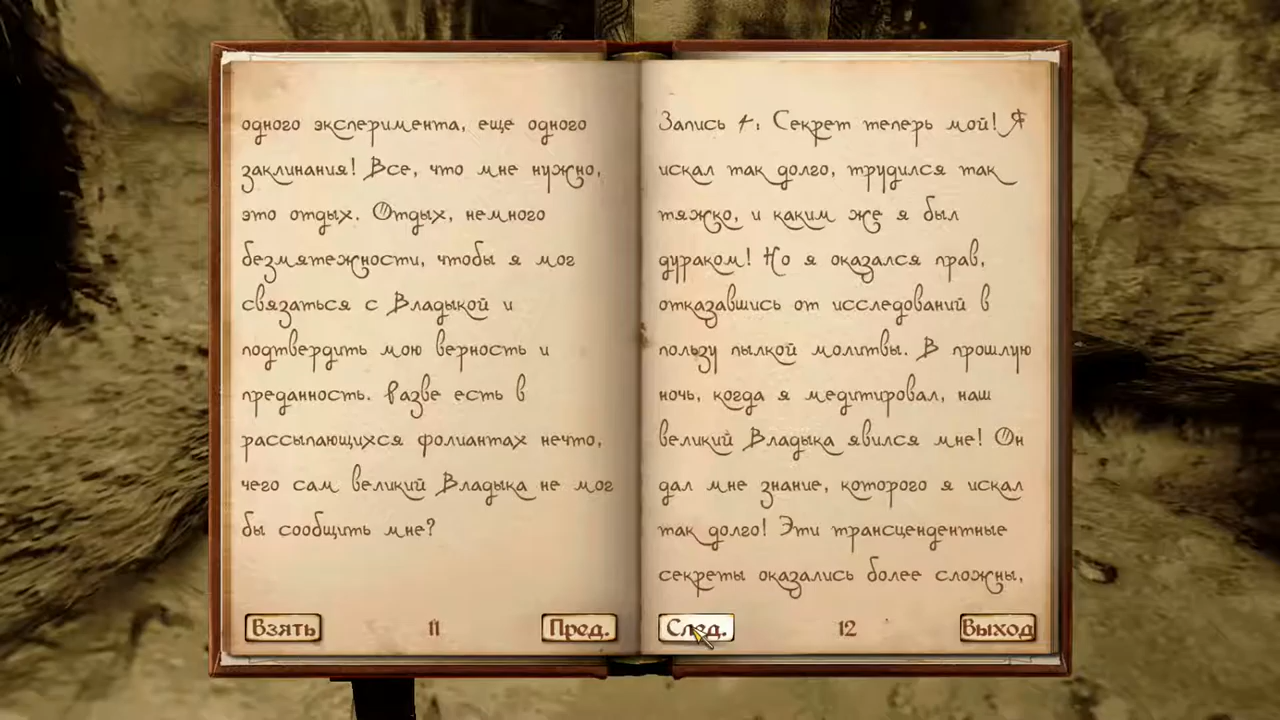 одного эксперимента, еще одного
заклинания! Все, что мне нужно,
это отдых. Отдых, немного
безмятежности, чтобы я мог
связаться с Владыкой и
подтвердить мою верность и
преданность. Разве есть в
рассыпающихся фолиантах нечто,
чего сам великий Владыка не мог
бы сообщить мне?
Взять
11
Пред.
Запись 4: Секрет теперь мой! Я
искал так долго, трудился так
тяжко, и каким же я был
дураком! Но я оказался прав,
отказавшись от исследований в
пользу пылкой молитвы. В прошлую
ночь, когда я медитировал, наш
великий Владыка явился мне! Он
дал мне знание, которого я искал
так долго! Эти трансцендентные
секреты оказались более сложны,
След.
12
Выход